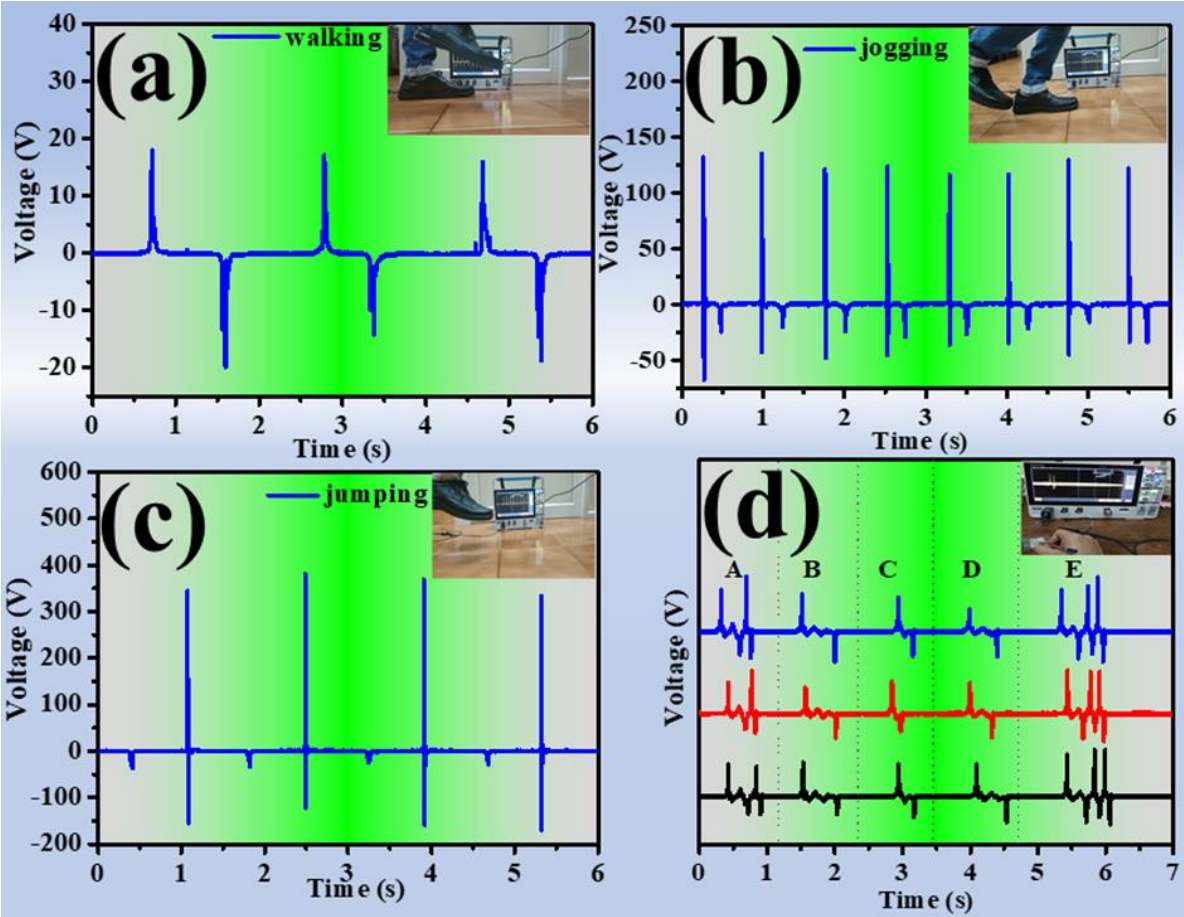 (a)
walking
40
30
20
10
0
-10
-20
Voltage (V)
0 1 2 3 4 5 6
Time (s)
(b)
jogging
250
200
150
100
50
0
-50
Voltage (V)
0 1 2 3 4 5 6
Time (s)
(c)
jumping
600
500
400
300
200
100
0
-100
-200
Voltage (V)
0 1 2 3 4 5 6
Time (s)
(d)
A B C D E
Voltage (V)
0 1 2 3 4 5 6 7
Time (s)